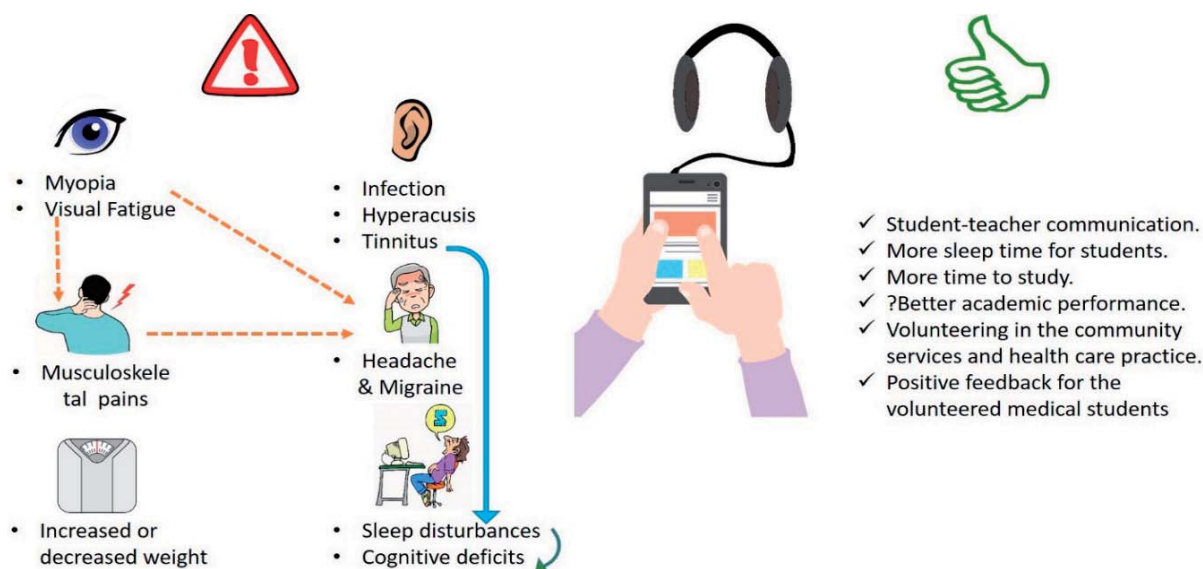 • Myopia
• Visual Fatigue
• Infection
• Hyperacusis
• Tinnitus
• Musculoskele
tal pains
• Headache
& Migraine
• Increased or
decreased weight
• Sleep disturbances
• Cognitive deficits
✓ Student-teacher communication.
✓ More sleep time for students.
✓ More time to study.
✓ ?Better academic performance.
✓ Volunteering in the community
services and health care practice.
✓ Positive feedback for the
volunteered medical students